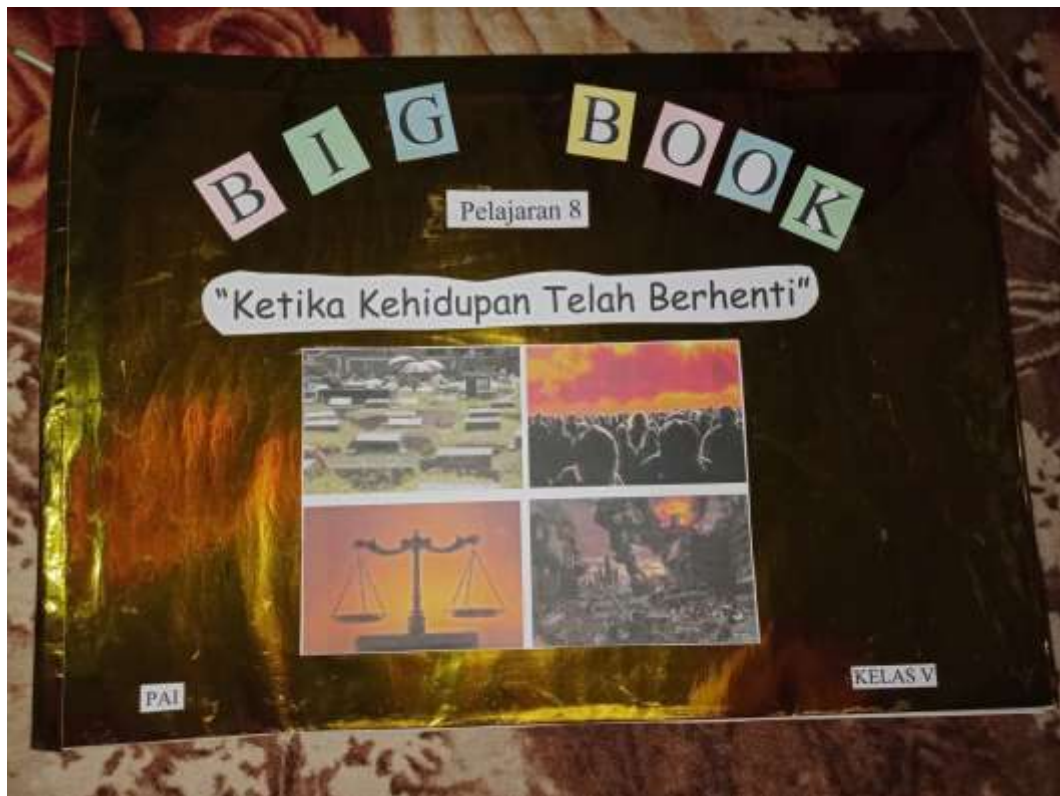 BIG BOOK
Pelajaran 8
"Ketika Kehidupan Telah Berhenti"
PAI
KELAS V